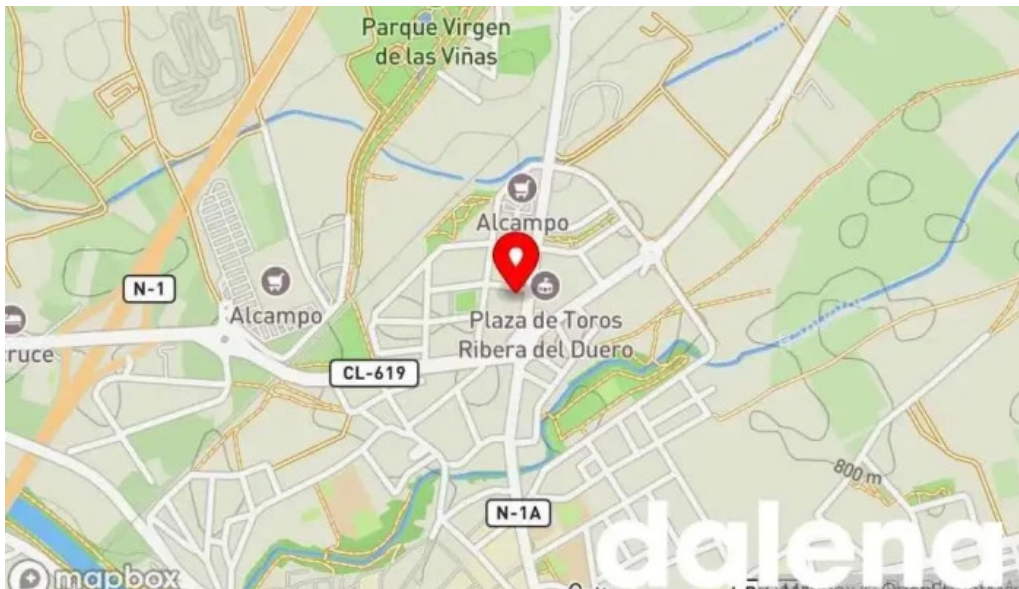 Parque Virgen
de las Viñas
Alcampo
N-1
Alcampo
Plaza de Toros
Ribera del Duero
ruce
CL-619
800 m
N-1A
dalena
mapbox